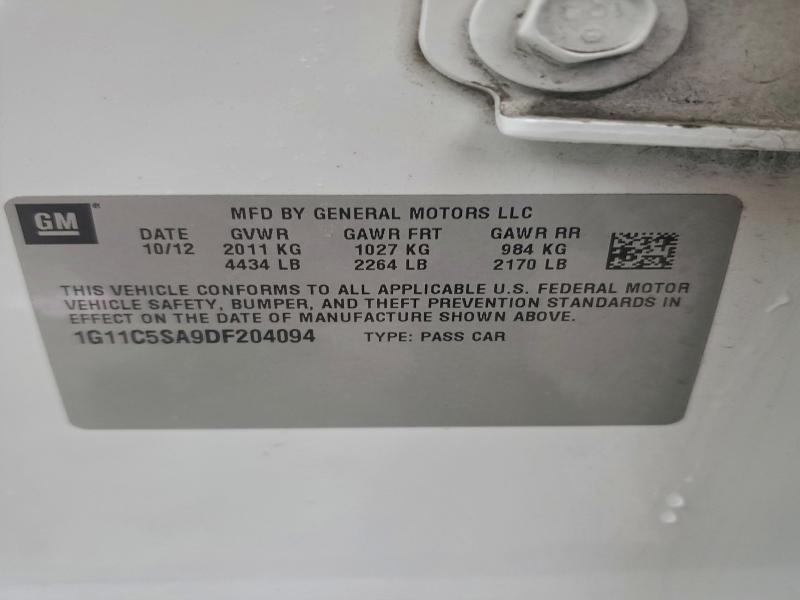 GM
MFD BY GENERAL MOTORS LLC
DATE GVWR GAWR FRT GAWR RR
10/12 2011 KG 1027 KG 984 KG
4434 LB 2264 LB 2170 LB
THIS VEHICLE CONFORMS TO ALL APPLICABLE U.S. FEDERAL MOTOR
VEHICLE SAFETY, BUMPER, AND THEFT PREVENTION STANDARDS IN
EFFECT ON THE DATE OF MANUFACTURE SHOWN ABOVE.
1G11C5SA9DF204094 TYPE: PASS CAR